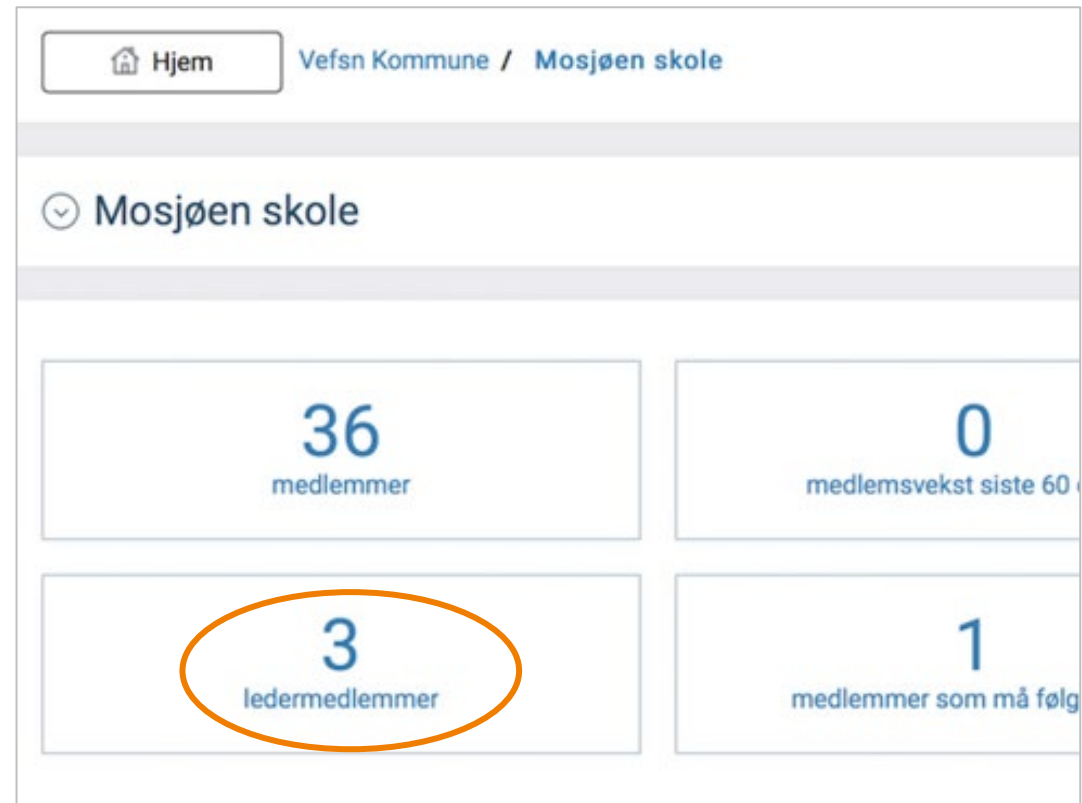 Hjem Vefsn Kommune / Mosjøen skole
Mosjøen skole
36
medlemmer
0
medlemsvekst siste 60
3
ledermedlemmer
1
medlemmer som må følg